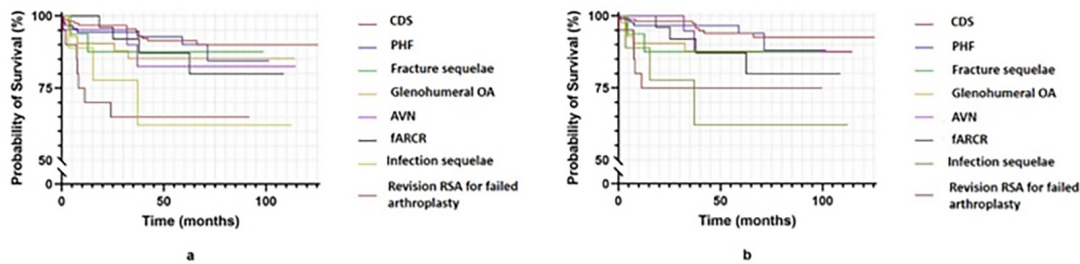 Probability of Survival (%)
100
75
50
0
0 50 100
Time (months)
CDS
PHF
Fracture sequelae
Glenohumeral OA
AVN
fARCR
Infection sequelae
Revision RSA for failed
arthroplasty
a
Probability of Survival (%)
100
75
50
0
0 50 100
Time (months)
CDS
PHF
Fracture sequelae
Glenohumeral OA
AVN
fARCR
Infection sequelae
Revision RSA for failed
arthroplasty
b